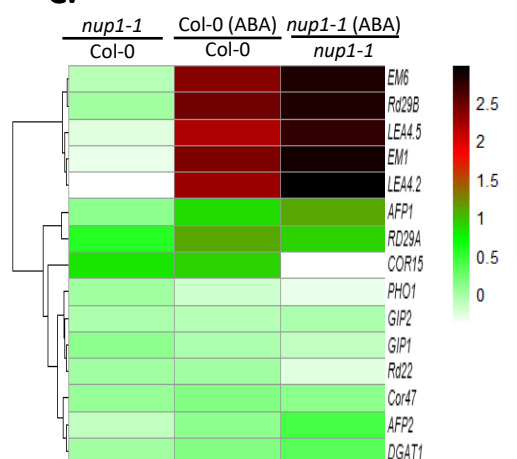 nup1-1 Col-0 (ABA) nup1-1 (ABA)
Col-0 Col-0 nup1-1
EM6
Rd29B
LEA4.5
EM1
LEA4.2
AFP1
RD29A
COR15
PHO1
GIP2
GIP1
Rd22
Cor47
AFP2
DGAT1
2.5
2
1.5
1
0.5
0